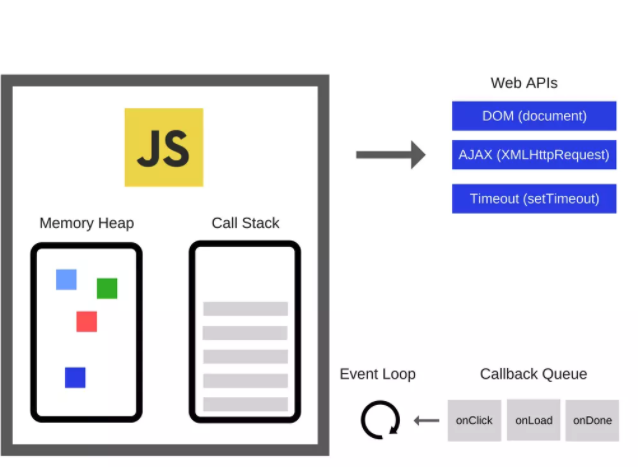 Web APIs
DOM (document)
AJAX (XMLHttpRequest)
Timeout (setTimeout)
JS
Memory Heap
Call Stack
Event Loop
Callback Queue
onClick
onLoad
onDone